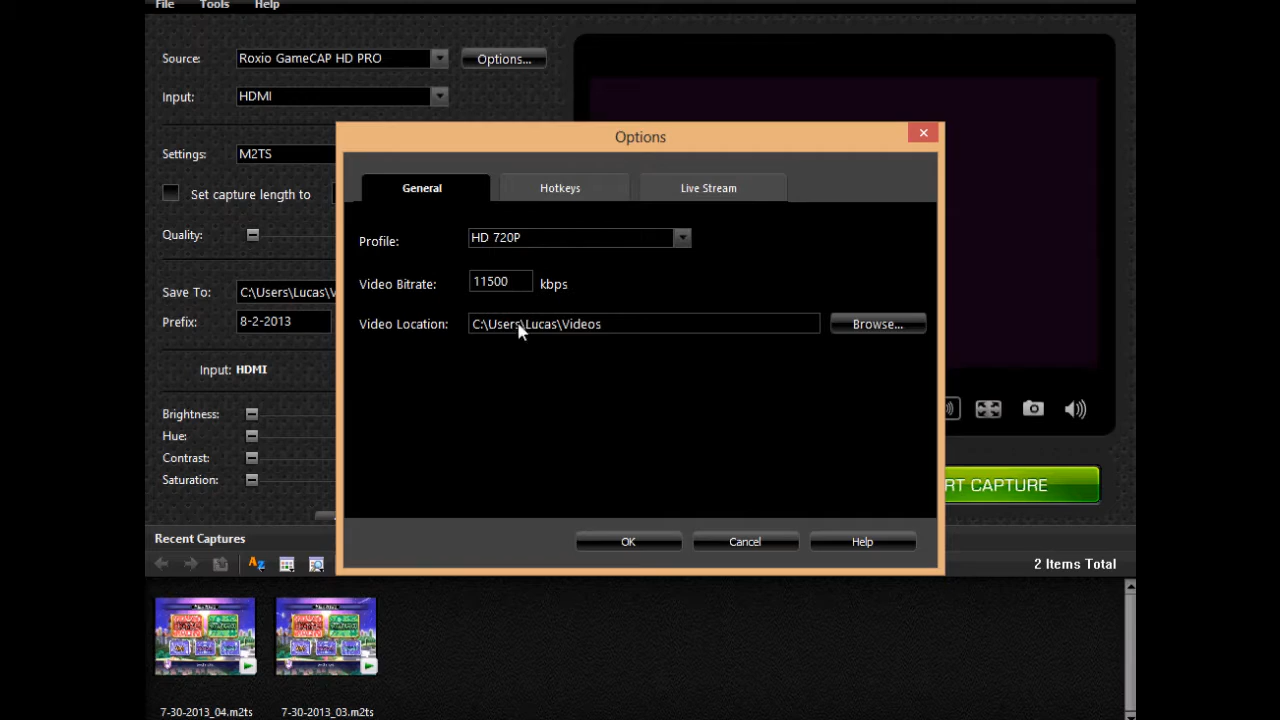 File Tools Help
Source: Roxio GameCAP HD PRO Options...
Input: HDMI
Options
Settings: M2TS
General Hotkeys Live Stream
Set capture length to
Profile: HD 720P
Quality:
Video Bitrate: 11500 kbps
Save To: C:\Users\Lucas\V
Video Location: C:\Users\Lucas\Videos Browse...
Prefix: 8-2-2013
Input: HDMI
Brightness:
Hue:
Contrast:
Saturation:
RT CAPTURE
Recent Captures
OK Cancel Help
2 Items Total
7-30-2013_04.m2ts 7-30-2013_03.m2ts